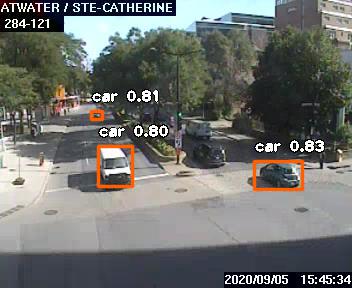 ATWATER / STE-CATHERINE
284-121
car 0.81
car 0.80
car 0.83
2020/09/05 15:45:34